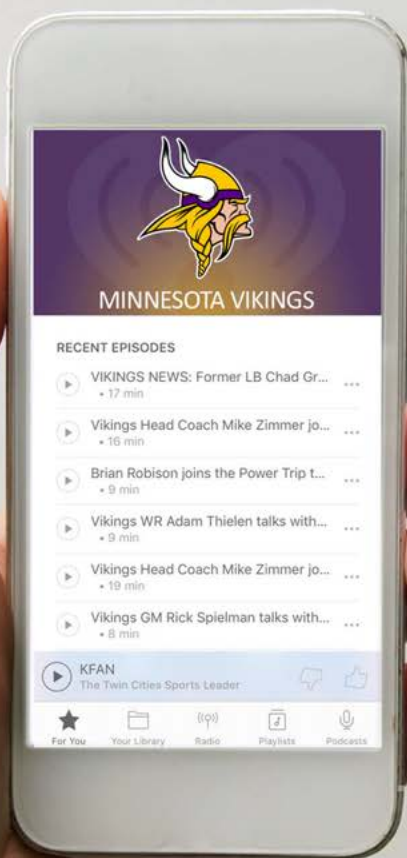 MINNESOTA VIKINGS
RECENT EPISODES
VIKINGS NEWS: Former LB Chad Gr...
• 17 min
Vikings Head Coach Mike Zimmer jo...
• 16 min
Brian Robison joins the Power Trip t...
• 9 min
Vikings WR Adam Thielen talks with...
• 9 min
Vikings Head Coach Mike Zimmer jo...
• 19 min
Vikings GM Rick Spielman talks with...
• 8 min
KFAN
The Twin Cities Sports Leader
For You Your Library Radio Playlists Podcasts